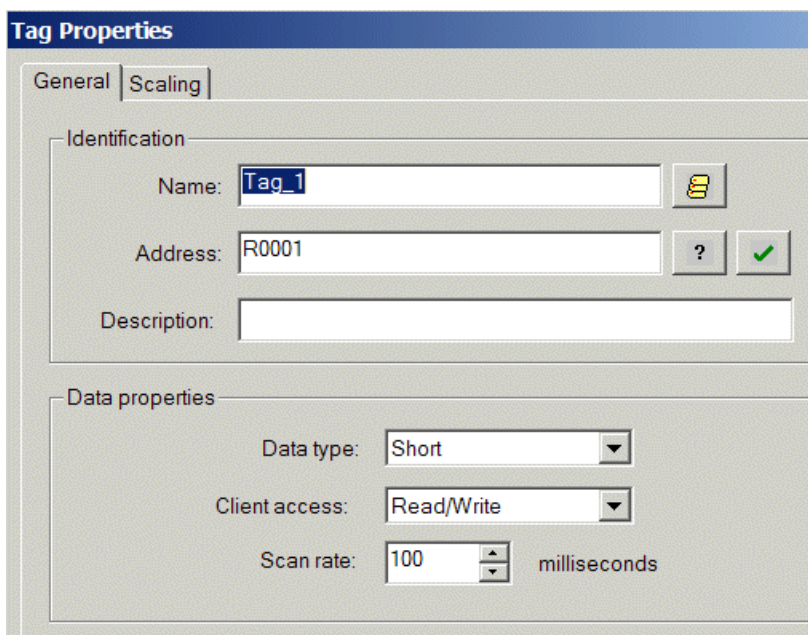 Tag Properties
General Scaling
Identification
Name: Tag_1
Address: R0001 ?
Description:
Data properties
Data type: Short
Client access: Read/Write
Scan rate: 100 milliseconds